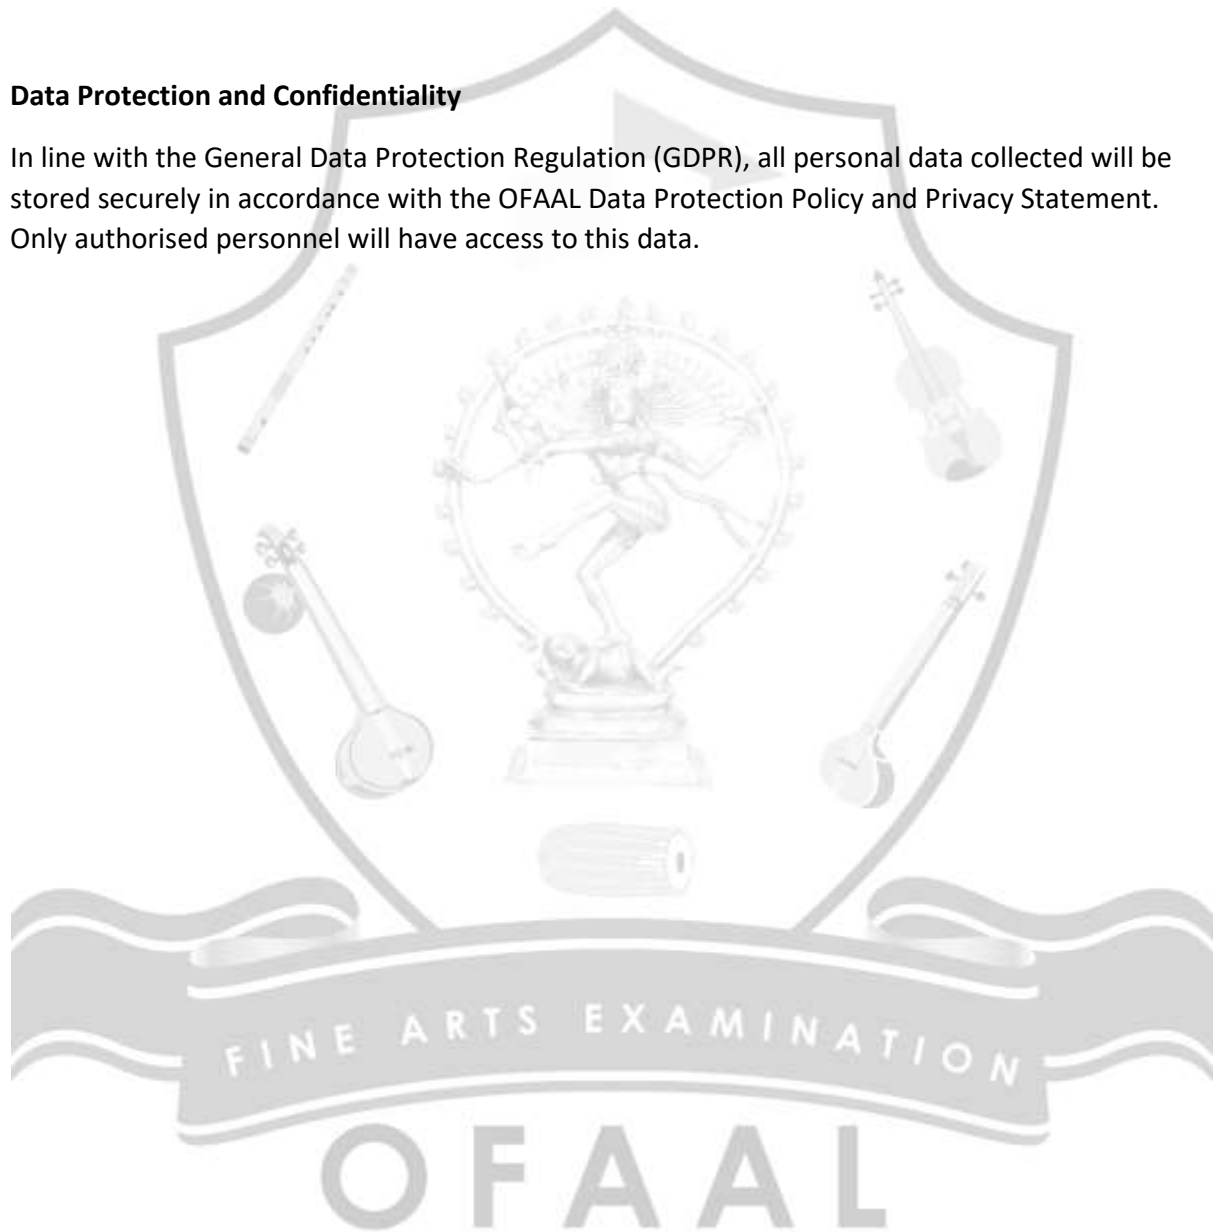 Data Protection and Confidentiality
In line with the General Data Protection Regulation (GDPR), all personal data collected will be
stored securely in accordance with the OFAAL Data Protection Policy and Privacy Statement.
Only authorised personnel will have access to this data.
FINE ARTS EXAMINATION
OFAAL